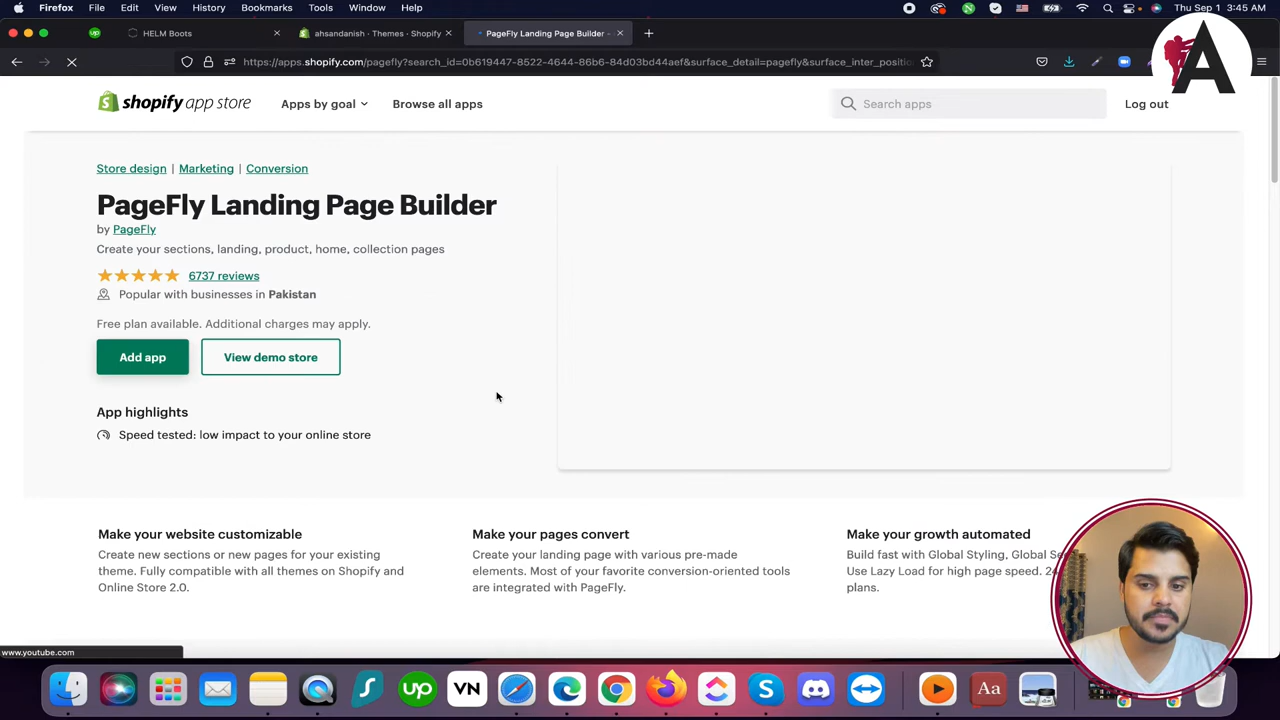 Firefox File Edit View History Bookmarks Tools Window Help US Thu Sep 1 3:45 AM
up HELM Boots ahsandanish · Themes · Shopify PageFly Landing Page Builder -
https://apps.shopify.com/pagefly?search_id=0b619447-8522-4644-86b6-84d03bd44aef&surface_detail=pagefly&surface_inter_positio
A
shopify app store Apps by goal Browse all apps Search apps Log out
Store design | Marketing | Conversion
PageFly Landing Page Builder
by PageFly
Create your sections, landing, product, home, collection pages
6737 reviews
Popular with businesses in Pakistan
Free plan available. Additional charges may apply.
Add app View demo store
App highlights
Speed tested: low impact to your online store
Make your website customizable
Create new sections or new pages for your existing
theme. Fully compatible with all themes on Shopify and
Online Store 2.0.
Make your pages convert
Create your landing page with various pre-made
elements. Most of your favorite conversion-oriented tools
are integrated with PageFly.
Make your growth automated
Build fast with Global Styling, Global Se
Use Lazy Load for high page speed. 24
plans.
www.youtube.com
up VN Aa